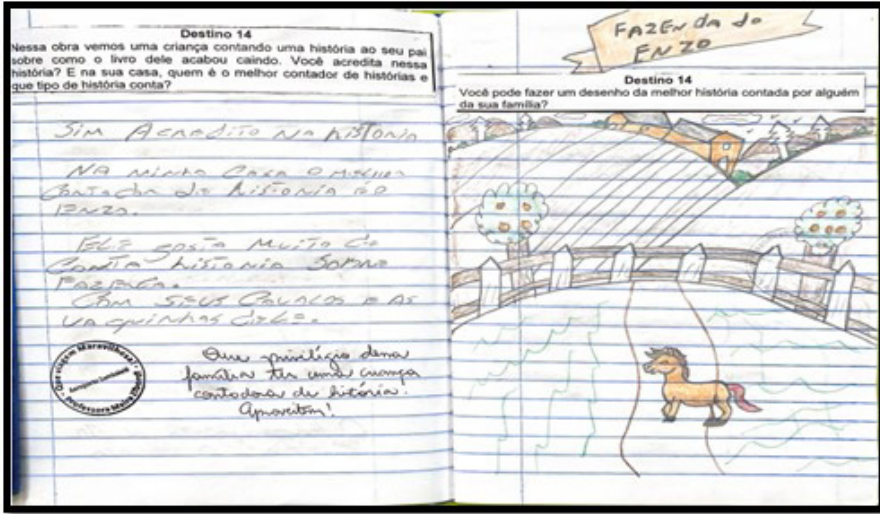 Destino 14
Nessa obra vemos uma criança contando uma história ao seu pai
sobre como o livro dele acabou caindo. Você acredita nessa
história? E na sua casa, quem é o melhor contador de histórias e
que tipo de história conta?
Sim Acredito na historia
Na minha casa o melhor
contador de historia é o
Enzo.
Ele gosta muito de
conta historia sobre
Fazenda.
Com seus cavalos e as
vaquinhas dele.
Que viagem Maravilhosa!
Professora
Que privilégio dessa
família ter uma criança
contadora de história.
Aproveitem!
FAZENDA do
ENZO
Destino 14
Você pode fazer um desenho da melhor história contada por alguém
da sua família?